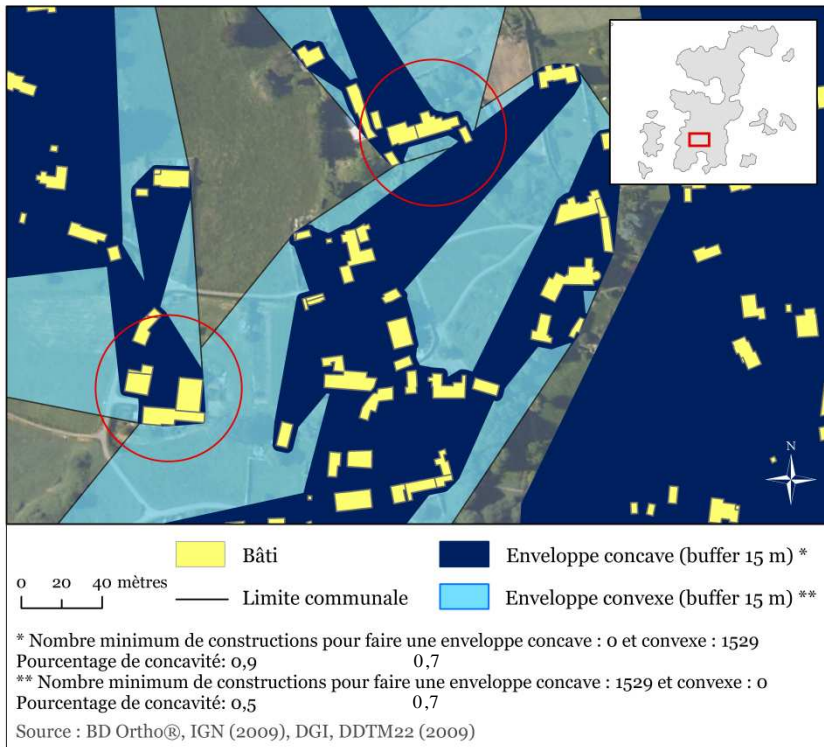 N
Bâti
Enveloppe concave (buffer 15 m) *
0 20 40 mètres
Limite communale
Enveloppe convexe (buffer 15 m) **
* Nombre minimum de constructions pour faire une enveloppe concave : 0 et convexe : 1529
Pourcentage de concavité: 0,9 0,7
** Nombre minimum de constructions pour faire une enveloppe concave : 1529 et convexe : 0
Pourcentage de concavité: 0,5 0,7
Source : BD Ortho®, IGN (2009), DGI, DDTM22 (2009)